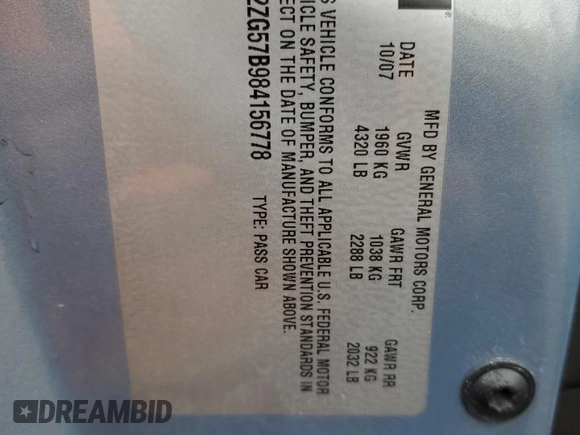 MFD BY GENERAL MOTORS CORP.
DATE GVWR GAWR FRT GAWR RR
10/07 1960 KG 1038 KG 922 KG
4320 LB 2288 LB 2032 LB
S VEHICLE CONFORMS TO ALL APPLICABLE U.S. FEDERAL MOTOR
ICLE SAFETY, BUMPER, AND THEFT PREVENTION STANDARDS IN
ECT ON THE DATE OF MANUFACTURE SHOWN ABOVE.
2ZG57B984156778 TYPE: PASS CAR
DREAMBID